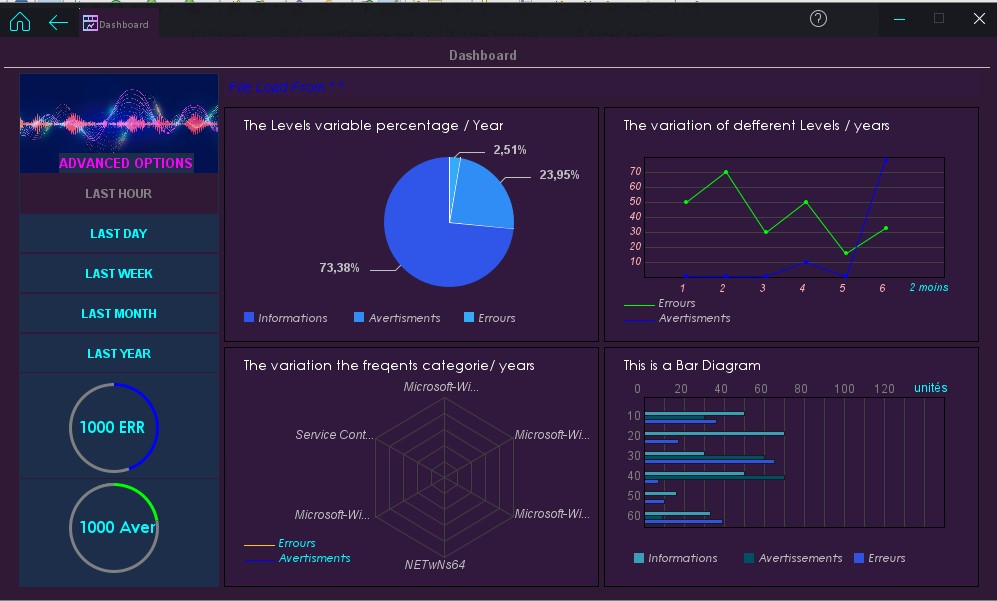 Dashboard
?
Dashboard
File Load From " "
ADVANCED OPTIONS
LAST HOUR
LAST DAY
LAST WEEK
LAST MONTH
LAST YEAR
1000 ERR
1000 Aver
The Levels variable percentage / Year
2,51%
23,95%
73,38%
Informations Avertisments Errours
The variation of defferent Levels / years
70
60
50
40
30
20
10
1 2 3 4 5 6 2 moins
Errours
Avertisments
The variation the freqents categorie/ years
Microsoft-Wi...
Service Cont... Microsoft-Wi...
Microsoft-Wi... Microsoft-Wi...
NETwNs64
Errours
Avertisments
This is a Bar Diagram
0 20 40 60 80 100 120 unités
10
20
30
40
50
60
Informations Avertissements Erreurs